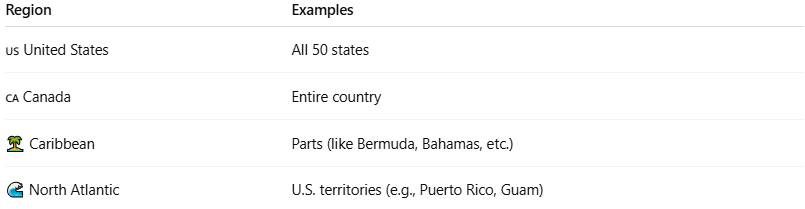 Region Examples
us United States All 50 states
CA Canada Entire country
🏝️ Caribbean Parts (like Bermuda, Bahamas, etc.)
🌊 North Atlantic U.S. territories (e.g., Puerto Rico, Guam)